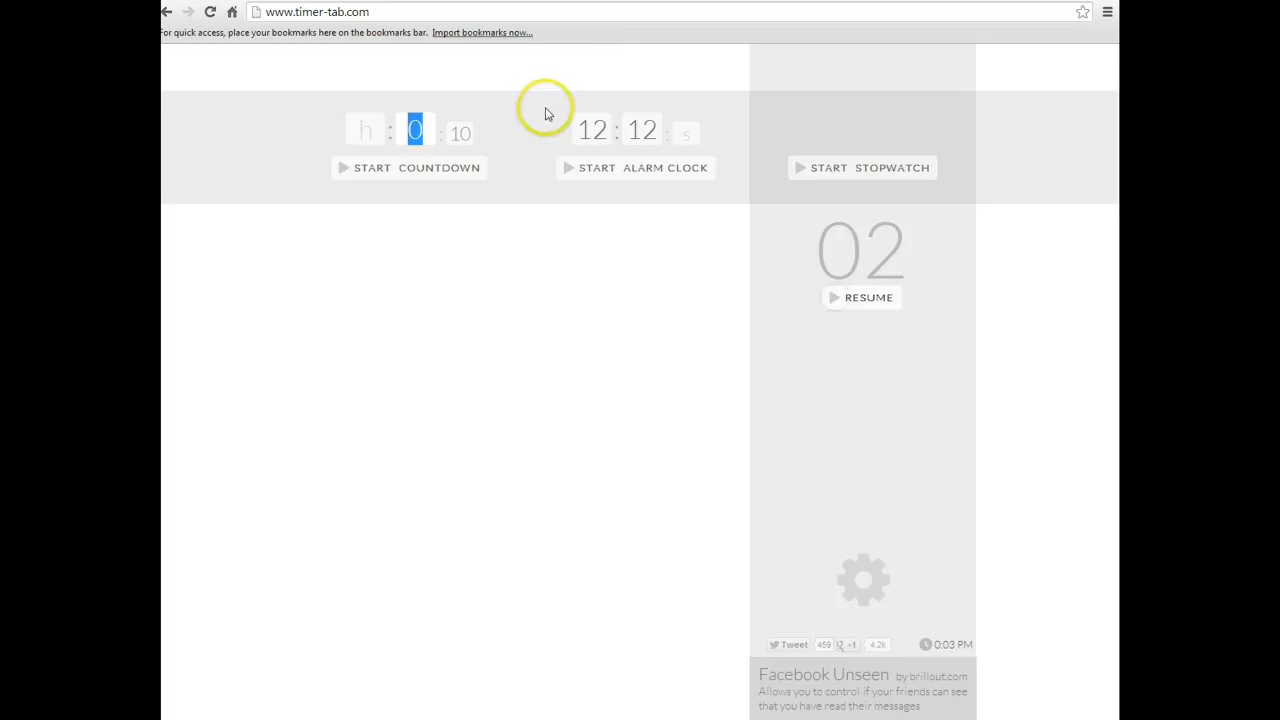 www.timer-tab.com
For quick access, place your bookmarks here on the bookmarks bar. Import bookmarks now...
h : 0 : 10
12 : 12 : s
START COUNTDOWN
START ALARM CLOCK
START STOPWATCH
02
RESUME
Tweet 459 +1 4.2k 0:03 PM
Facebook Unseen by brillout.com
Allows you to control if your friends can see
that you have read their messages